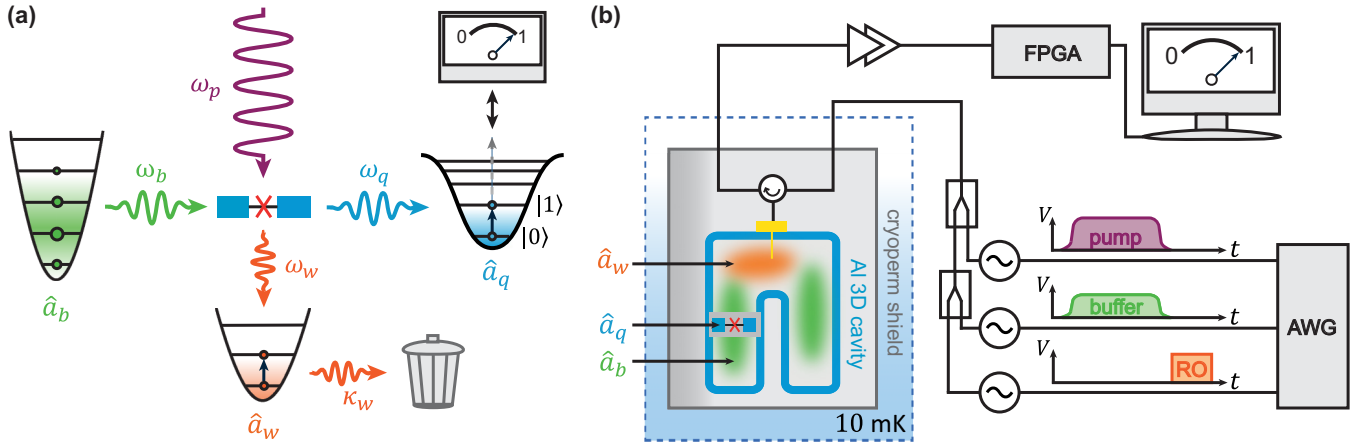 (a)
0 1
ω_p
ω_b
ω_q
|1⟩
|0⟩
ω_w
â_b
â_q
κ_w
â_w
(b)
FPGA
0 1
cryoperm shield
Al 3D cavity
â_w
â_q
â_b
10 mK
V
pump
t
V
buffer
t
V
RO
t
AWG